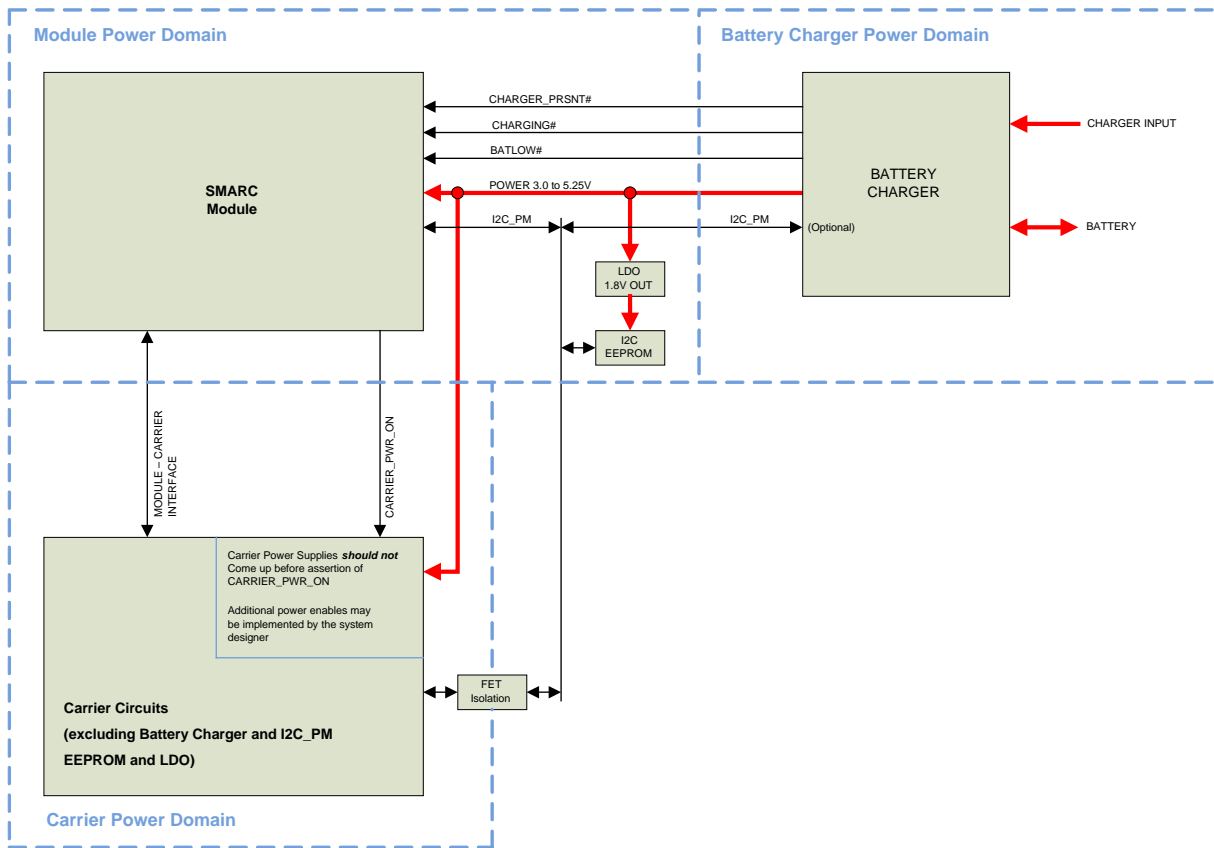 Module Power Domain
Battery Charger Power Domain
SMARC
Module
CHARGER_PRSNT#
CHARGING#
BATLOW#
POWER 3.0 to 5.25V
I2C_PM
I2C_PM
(Optional)
BATTERY
CHARGER
CHARGER INPUT
BATTERY
LDO
1.8V OUT
I2C
EEPROM
MODULE – CARRIER
INTERFACE
CARRIER_PWR_ON
Carrier Power Supplies should not
Come up before assertion of
CARRIER_PWR_ON
Additional power enables may
be implemented by the system
designer
FET
Isolation
Carrier Circuits
(excluding Battery Charger and I2C_PM
EEPROM and LDO)
Carrier Power Domain